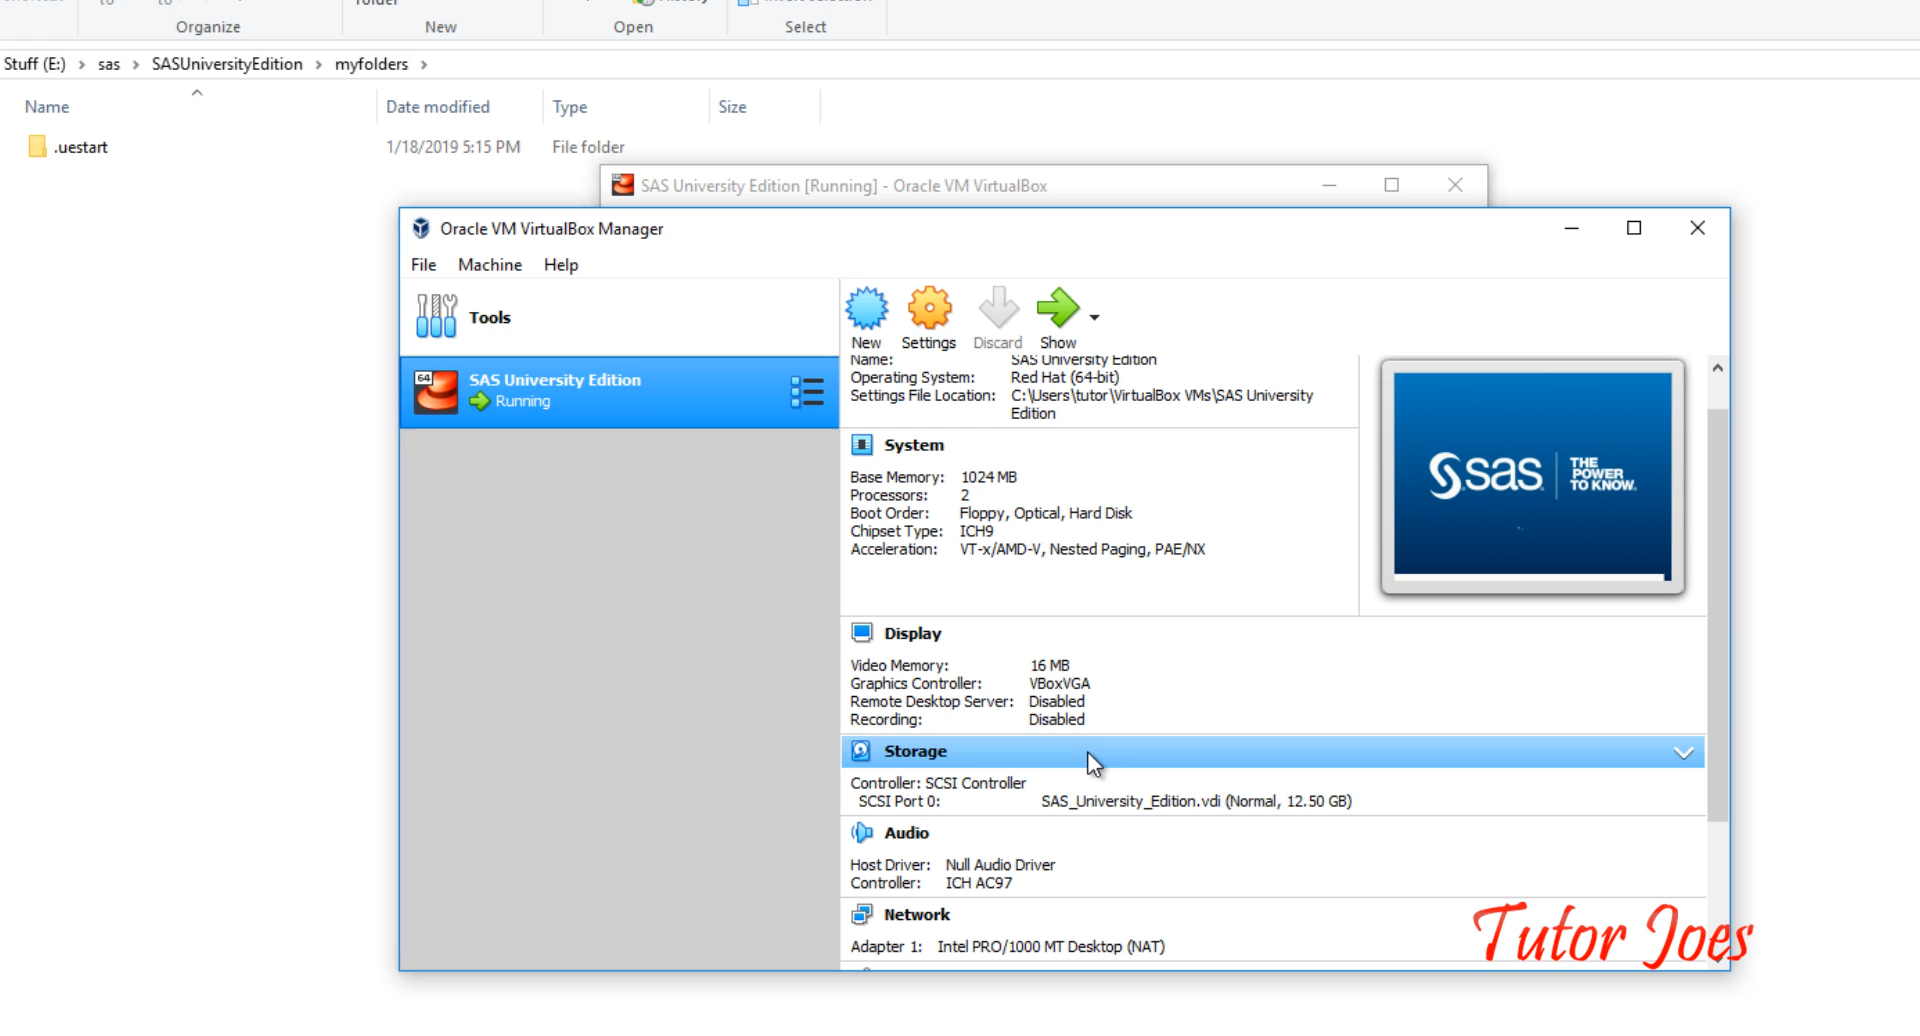 Organize New Open Select
Stuff (E:) › sas › SASUniversityEdition › myfolders ›
Name Date modified Type Size
.uestart 1/18/2019 5:15 PM File folder
SAS University Edition [Running] - Oracle VM VirtualBox
Oracle VM VirtualBox Manager
File Machine Help
Tools
New Settings Discard Show
64
SAS University Edition
Running
Name: SAS University Edition
Operating System: Red Hat (64-bit)
Settings File Location: C:\Users\tutor\VirtualBox VMs\SAS University
Edition
System
Base Memory: 1024 MB
Processors: 2
Boot Order: Floppy, Optical, Hard Disk
Chipset Type: ICH9
Acceleration: VT-x/AMD-V, Nested Paging, PAE/NX
sas
THE
POWER
TO KNOW.
Display
Video Memory: 16 MB
Graphics Controller: VBoxVGA
Remote Desktop Server: Disabled
Recording: Disabled
Storage
Controller: SCSI Controller
SCSI Port 0: SAS_University_Edition.vdi (Normal, 12.50 GB)
Audio
Host Driver: Null Audio Driver
Controller: ICH AC97
Network
Adapter 1: Intel PRO/1000 MT Desktop (NAT)
Tutor Joes